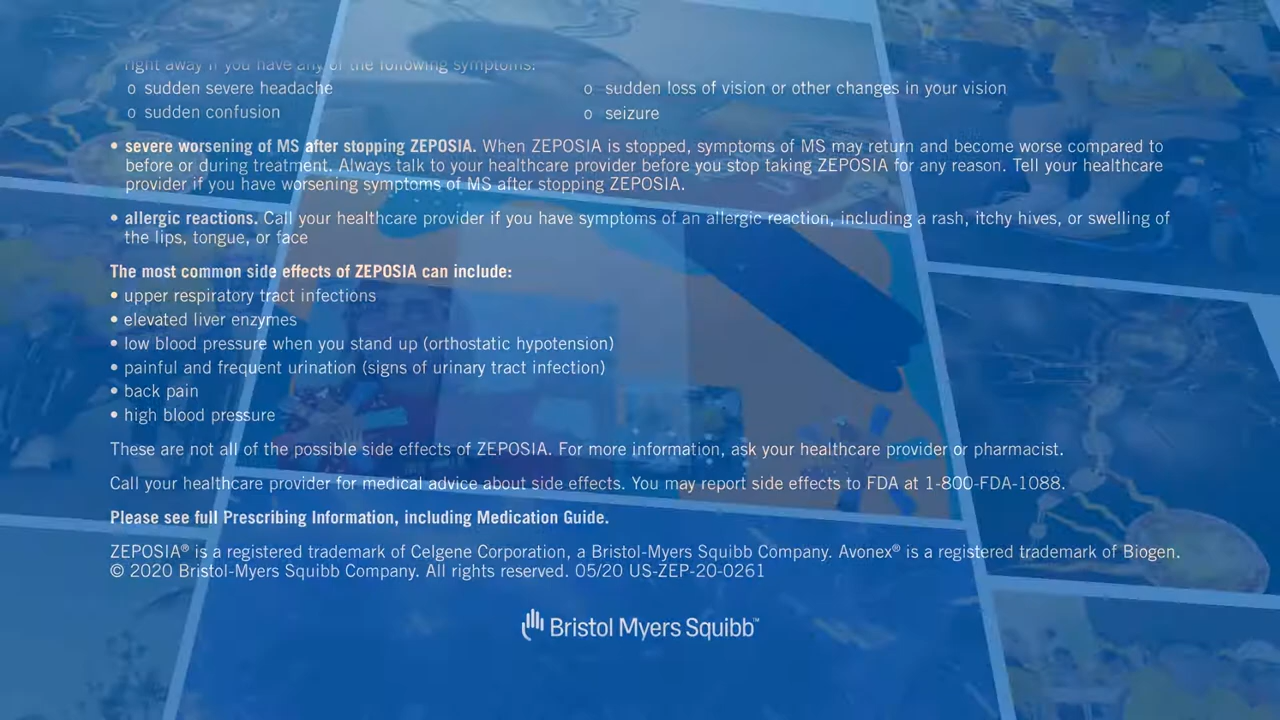 right away if you have any of the following symptoms:
o sudden severe headache
o sudden loss of vision or other changes in your vision
o sudden confusion
o seizure
• severe worsening of MS after stopping ZEPOSIA. When ZEPOSIA is stopped, symptoms of MS may return and become worse compared to
before or during treatment. Always talk to your healthcare provider before you stop taking ZEPOSIA for any reason. Tell your healthcare
provider if you have worsening symptoms of MS after stopping ZEPOSIA.
• allergic reactions. Call your healthcare provider if you have symptoms of an allergic reaction, including a rash, itchy hives, or swelling of
the lips, tongue, or face
The most common side effects of ZEPOSIA can include:
• upper respiratory tract infections
• elevated liver enzymes
• low blood pressure when you stand up (orthostatic hypotension)
• painful and frequent urination (signs of urinary tract infection)
• back pain
• high blood pressure
These are not all of the possible side effects of ZEPOSIA. For more information, ask your healthcare provider or pharmacist.
Call your healthcare provider for medical advice about side effects. You may report side effects to FDA at 1-800-FDA-1088.
Please see full Prescribing Information, including Medication Guide.
ZEPOSIA® is a registered trademark of Celgene Corporation, a Bristol-Myers Squibb Company. Avonex® is a registered trademark of Biogen.
© 2020 Bristol-Myers Squibb Company. All rights reserved. 05/20 US-ZEP-20-0261
Bristol Myers Squibb™